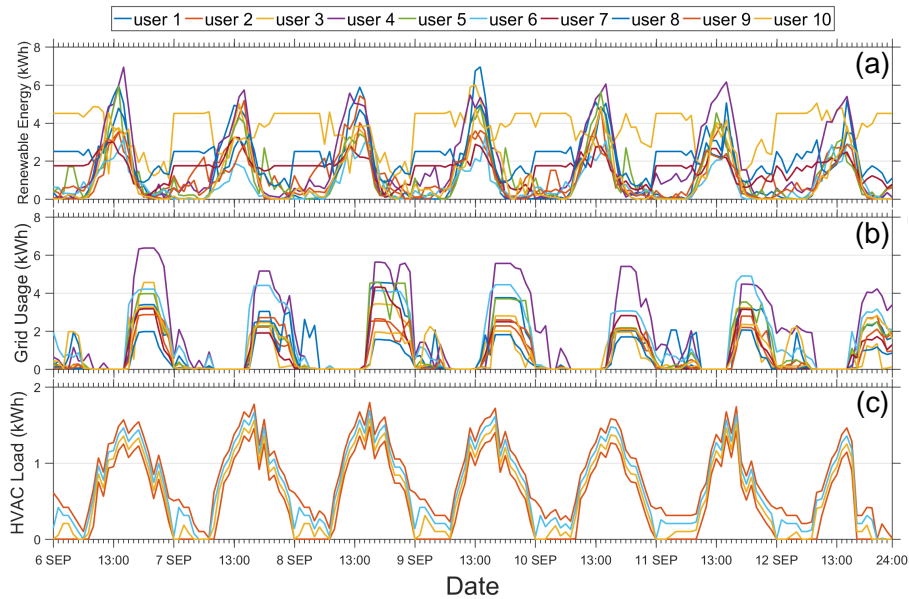 user 1 user 2 user 3 user 4 user 5 user 6 user 7 user 8 user 9 user 10
(a)
Renewable Energy (kWh)
8
6
4
2
0
(b)
Grid Usage (kWh)
8
6
4
2
0
(c)
HVAC Load (kWh)
2
1
0
6 SEP 13:00 7 SEP 13:00 8 SEP 13:00 9 SEP 13:00 10 SEP 13:00 11 SEP 13:00 12 SEP 13:00 24:00
Date